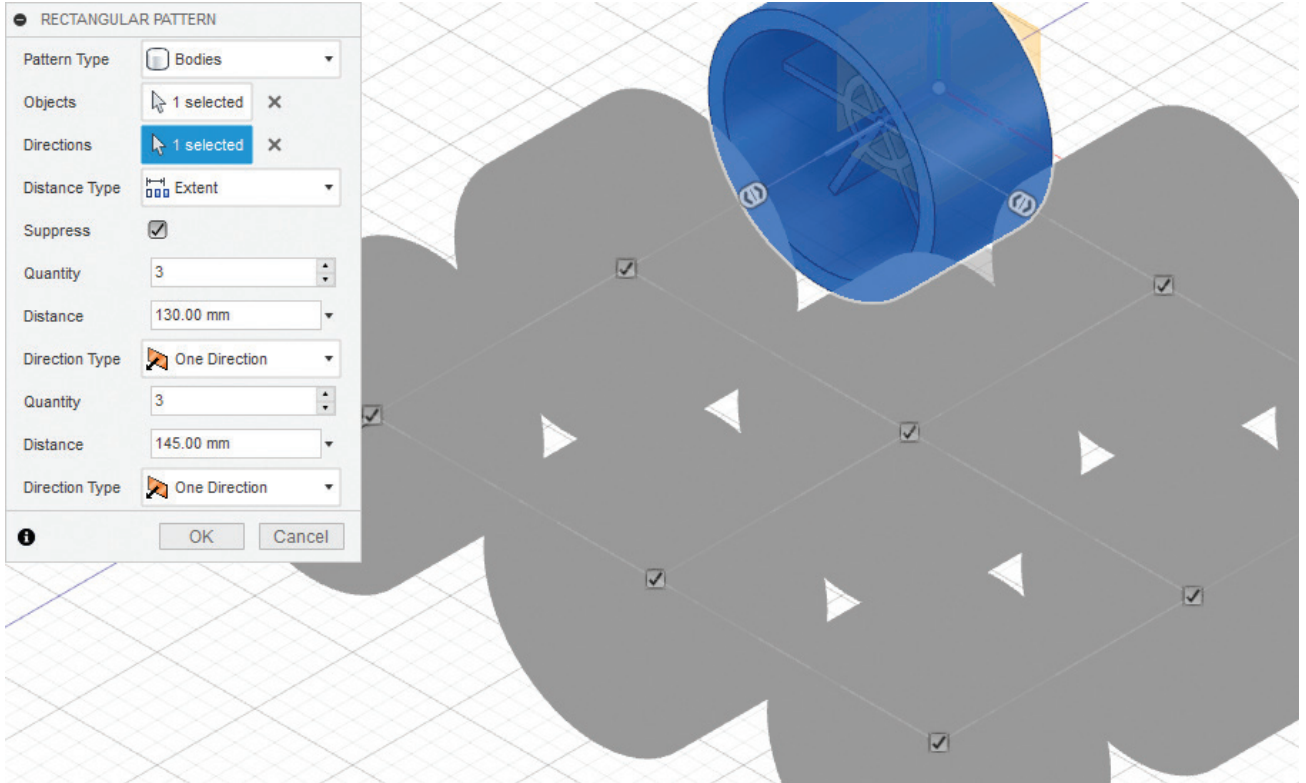 RECTANGULAR PATTERN
Pattern Type Bodies
Objects 1 selected
Directions 1 selected
Distance Type Extent
Suppress
Quantity 3
Distance 130.00 mm
Direction Type One Direction
Quantity 3
Distance 145.00 mm
Direction Type One Direction
OK Cancel